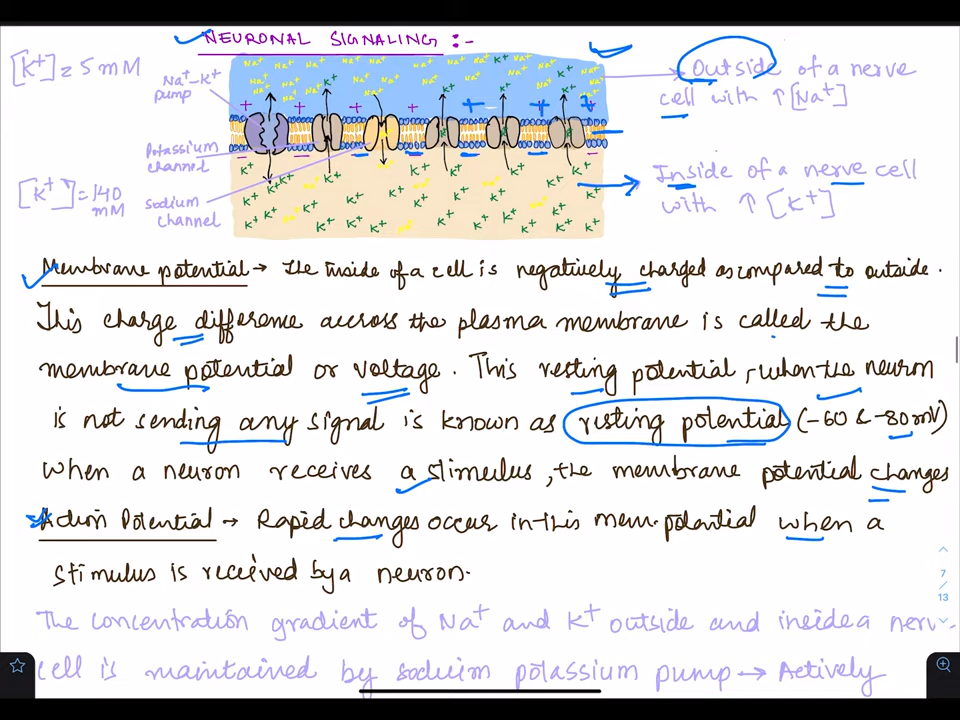 NEURONAL SIGNALING :-
[K+] = 5 mM
Na+-K+ pump
Outside of a nerve
cell with ↑ [Na+]
Potassium channel
[K+] = 140 mM
sodium channel
Inside of a nerve cell
with ↑ [K+]
Membrane potential → The inside of a cell is negatively charged as compared to outside.
This charge difference across the plasma membrane is called the
membrane potential or voltage. This resting potential, when the neuron
is not sending any signal is known as resting potential (-60 & -80 mV)
When a neuron receives a stimulus, the membrane potential changes
Action Potential → Rapid changes occur in this mem. potential when a
stimulus is received by a neuron.
The concentration gradient of Na+ and K+ outside and inside a nerv
cell is maintained by sodium potassium pump → Actively
7
/
13